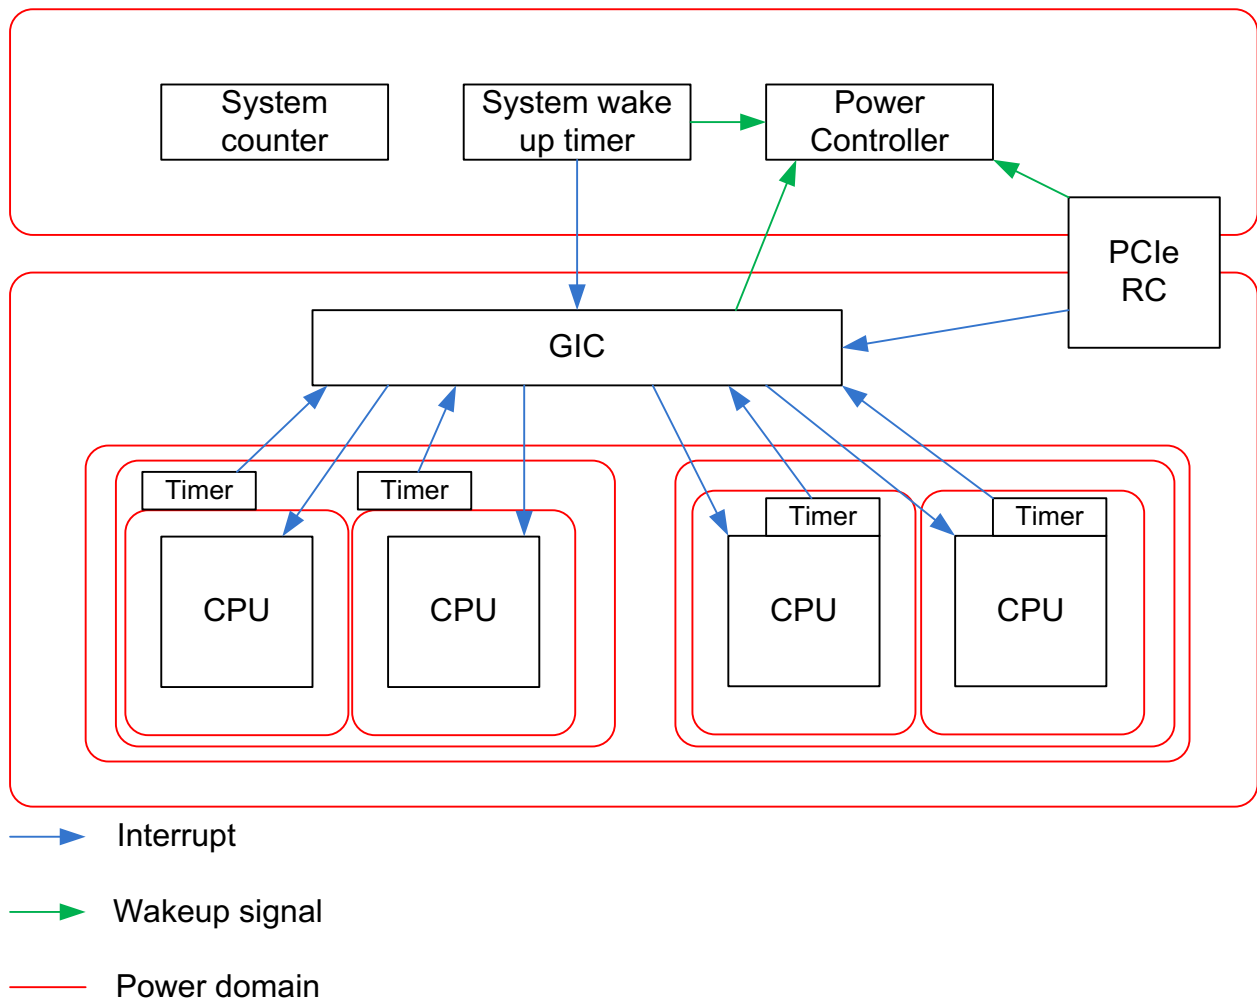 System
counter
System wake
up timer
Power
Controller
PCIe
RC
GIC
Timer
Timer
Timer
Timer
CPU
CPU
CPU
CPU
Interrupt
Wakeup signal
Power domain